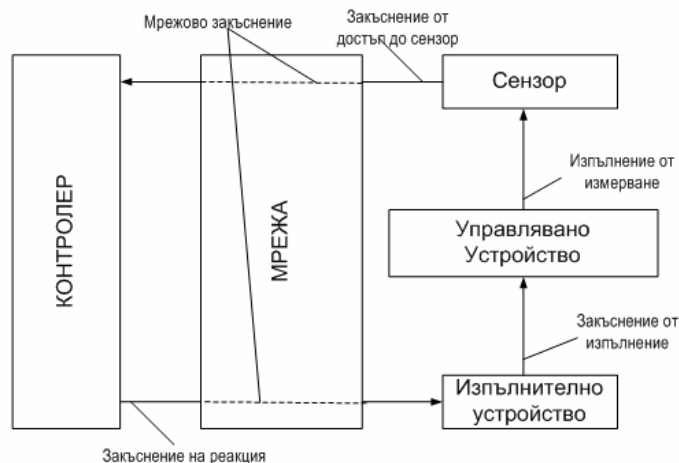 Мрежово закъснение
Закъснение от
достъп до сензор
Сензор
Изпълнение от
измерване
КОНТРОЛЕР
МРЕЖА
Управлявано
Устройство
Закъснение от
изпълнение
Изпълнително
устройство
Закъснение на реакция